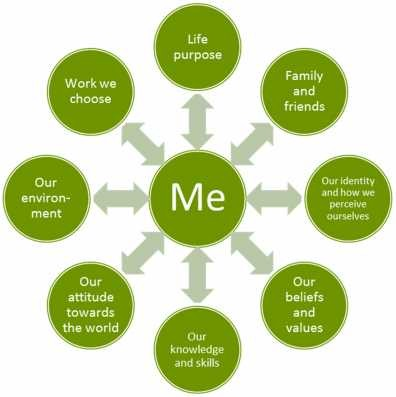 Life
purpose
Family
and
friends
Our identity
and how we
perceive
ourselves
Our
beliefs
and
values
Our
knowledge
and skills
Our
attitude
towards
the world
Our
environ-
ment
Work we
choose
Me